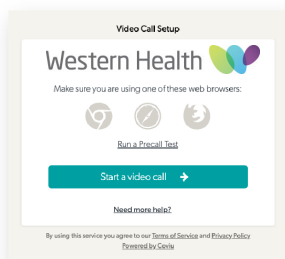 Video Call Setup
Western Health
Make sure you are using one of these web browsers:
Run a Precall Test
Start a video call
Need more help?
By using this service you agree to our Terms of Service and Privacy Policy
Powered by Coviu